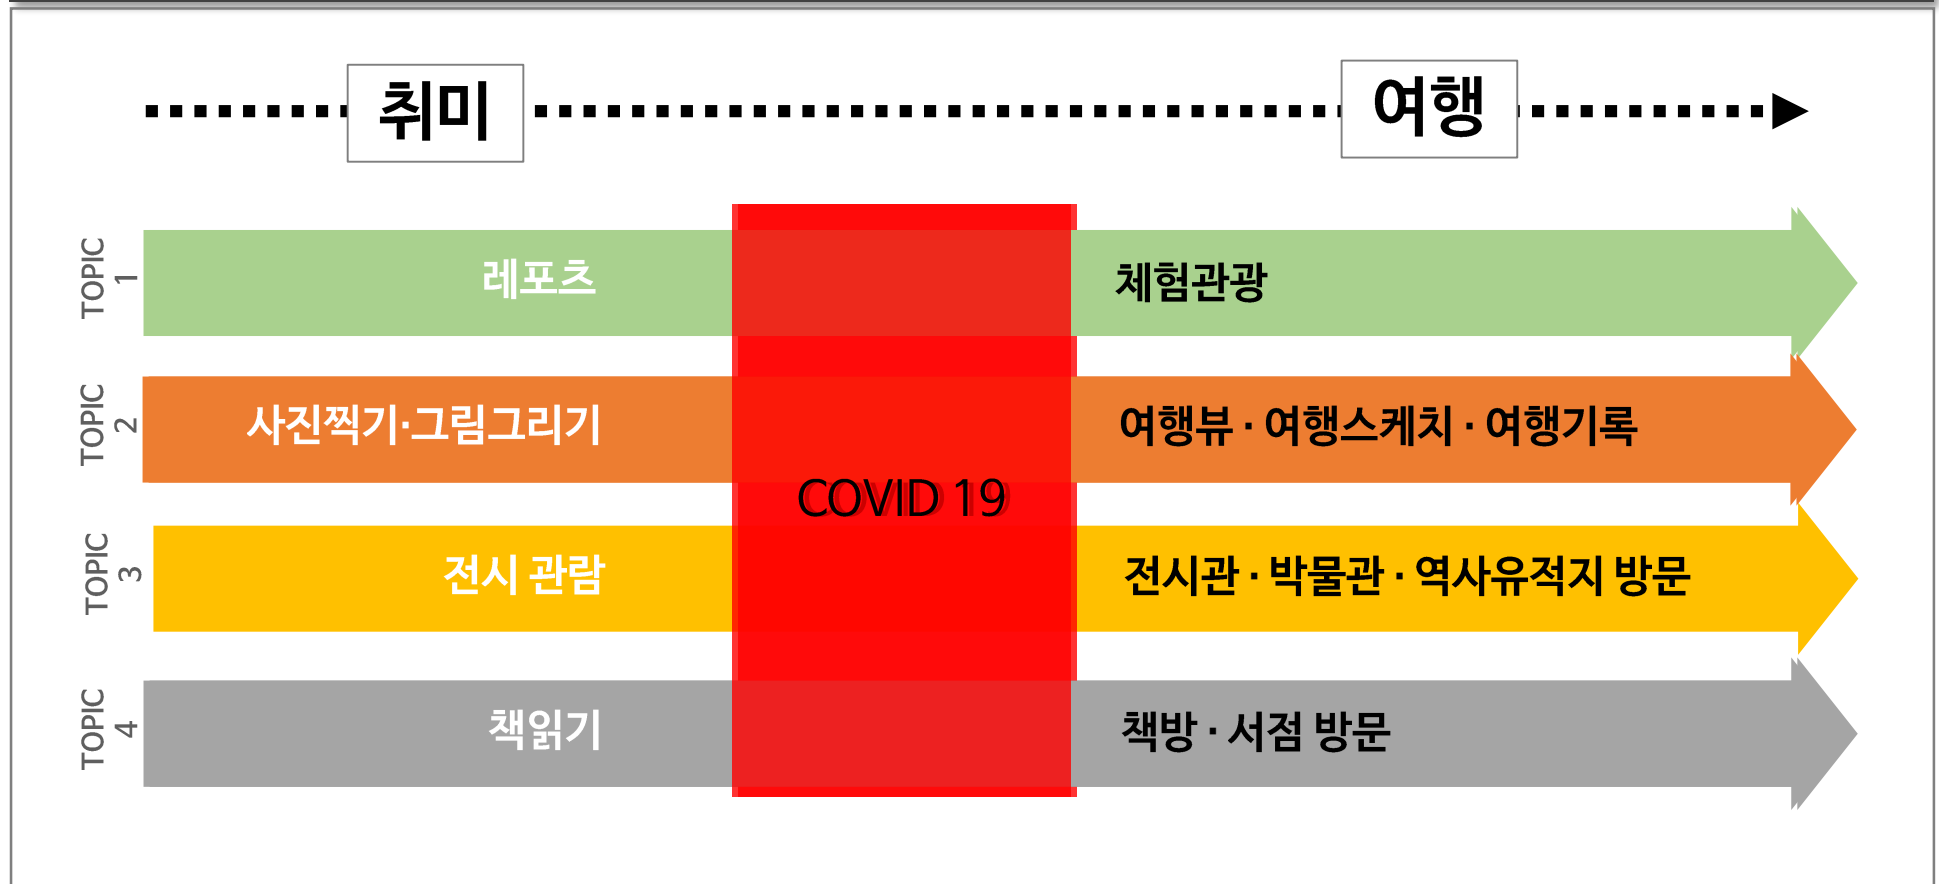 취미
여행
TOPIC 1
레포츠
체험관광
TOPIC 2
사진찍기·그림그리기
여행뷰 · 여행스케치 · 여행기록
COVID 19
TOPIC 3
전시 관람
전시관 · 박물관 · 역사유적지 방문
TOPIC 4
책읽기
책방 · 서점 방문